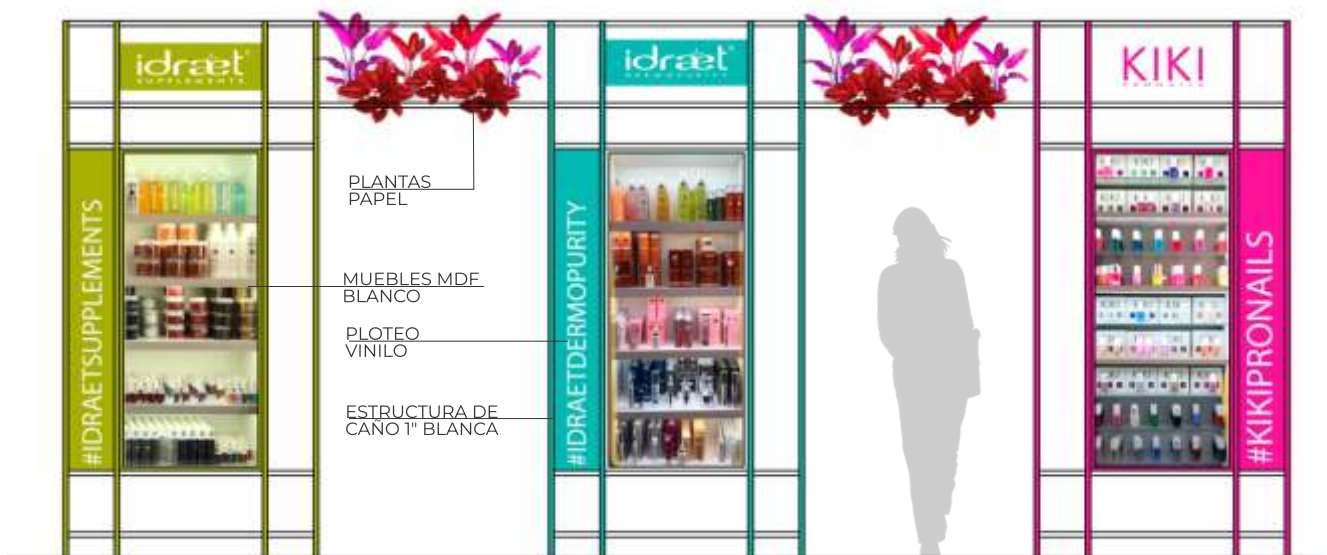 idraet
SUPPLEMENTS
idraet
DERMOPURITY
KIKI
PLANTAS
PAPEL
MUEBLES MDF
BLANCO
PLOTEO
VINILO
ESTRUCTURA DE
CAÑO 1" BLANCA
#IDRAETSUPPLEMENTS
#IDRAETDERMOPURITY
#KIKIPRONAILS